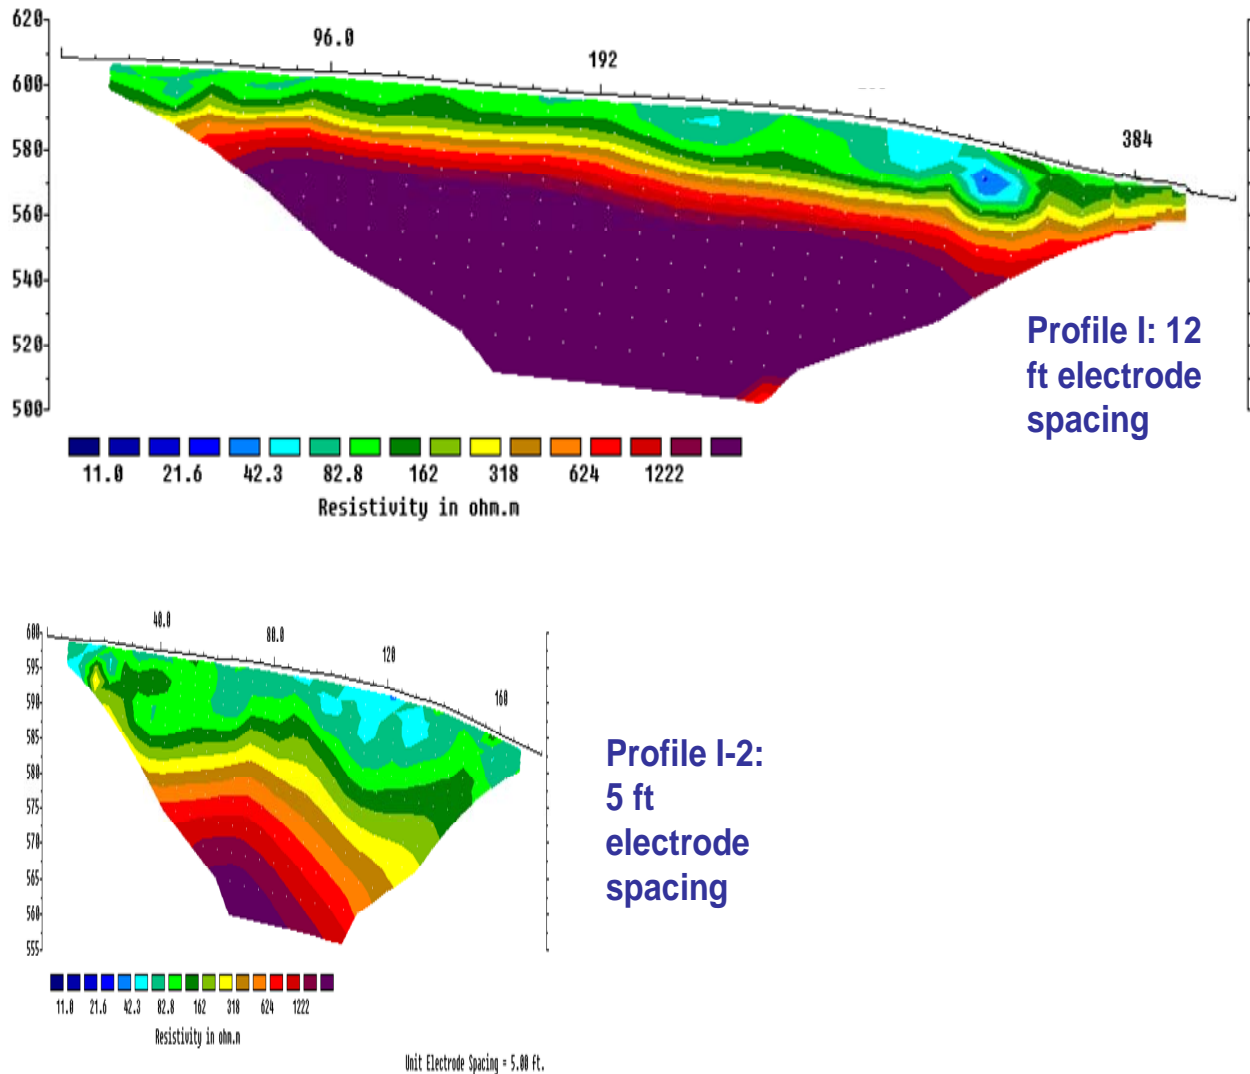 620
96.0
192
600
580
384
560
540
520
500
Profile I: 12
ft electrode
spacing
11.0 21.6 42.3 82.8 162 318 624 1222
Resistivity in ohm.m
40.0
80.0
120
160
600
595
590
585
580
575
570
565
560
555
Profile I-2:
5 ft
electrode
spacing
11.0 21.6 42.3 82.8 162 318 624 1222
Resistivity in ohm.m
Unit Electrode Spacing = 5.00 ft.